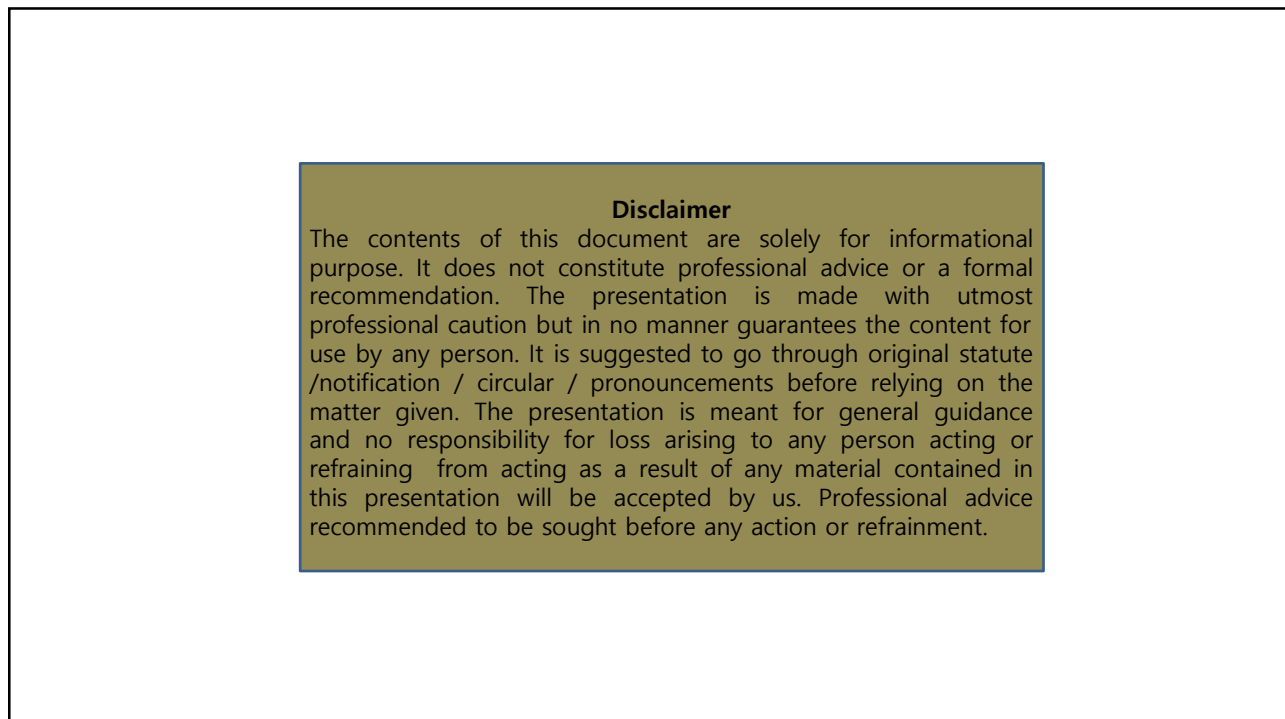 Disclaimer
The contents of this document are solely for informational
purpose. It does not constitute professional advice or a formal
recommendation. The presentation is made with utmost
professional caution but in no manner guarantees the content for
use by any person. It is suggested to go through original statute
/notification / circular / pronouncements before relying on the
matter given. The presentation is meant for general guidance
and no responsibility for loss arising to any person acting or
refraining from acting as a result of any material contained in
this presentation will be accepted by us. Professional advice
recommended to be sought before any action or refrainment.